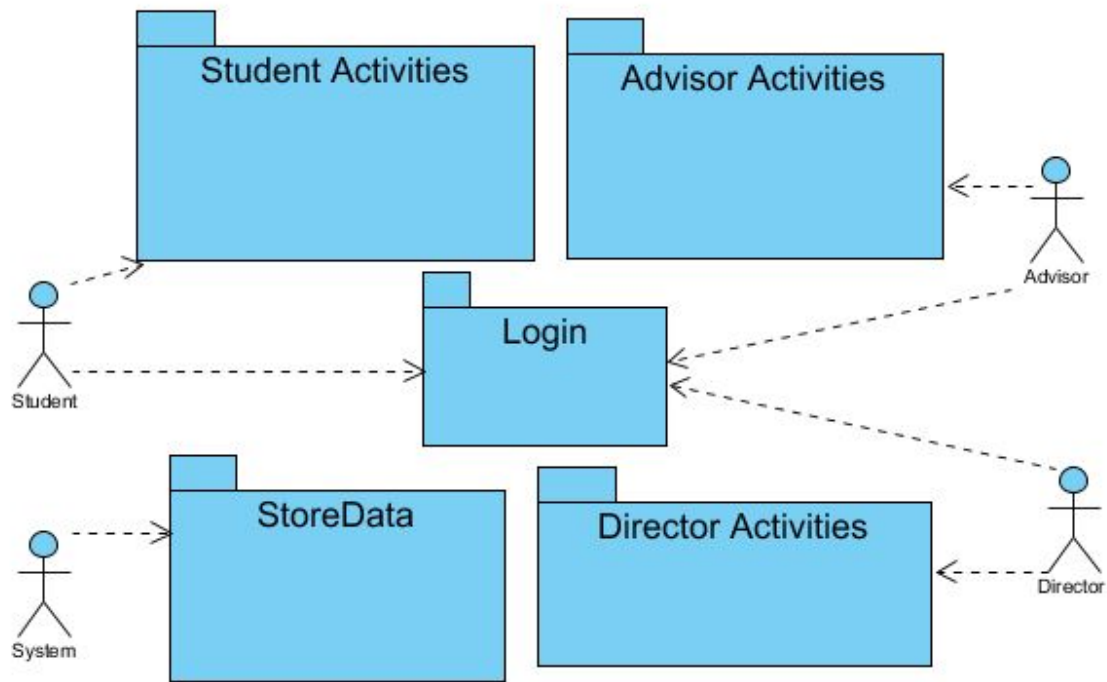 Student Activities
Advisor Activities
Advisor
Login
Student
StoreData
Director Activities
Director
System